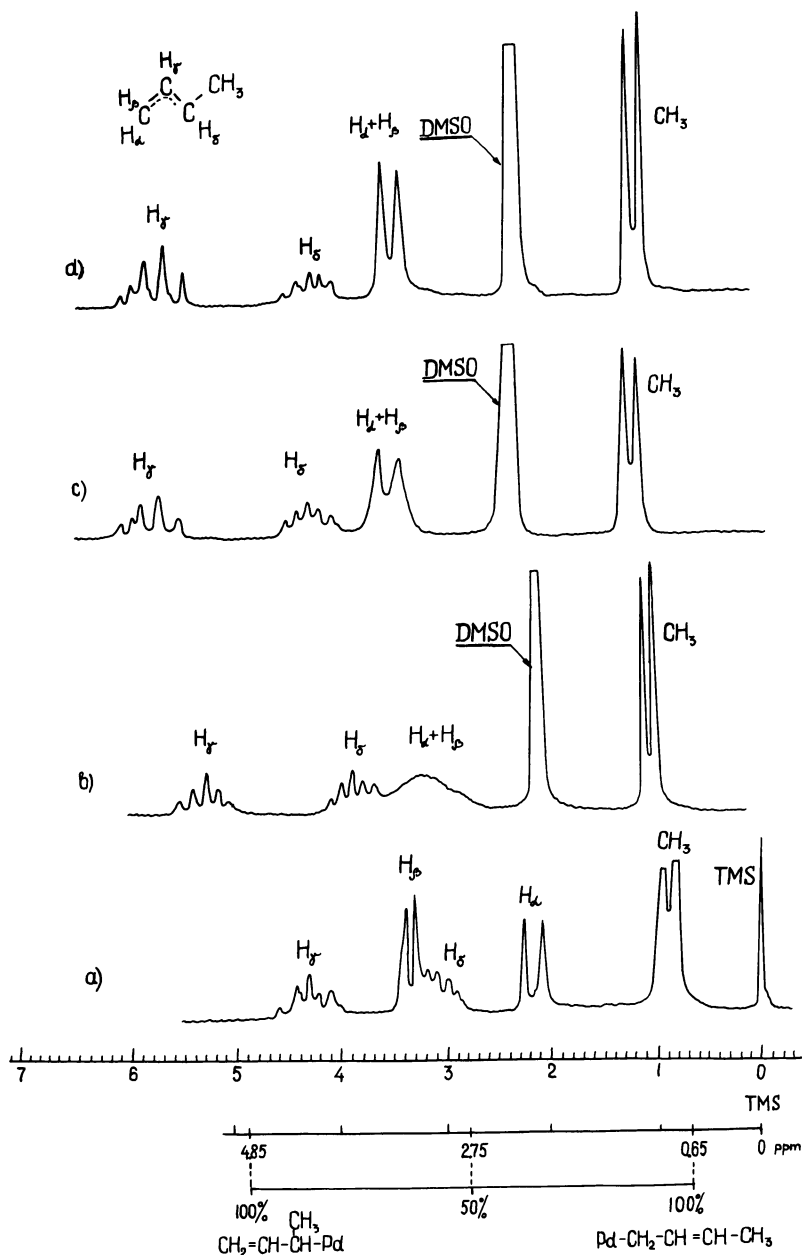 Hγ
C
CH₃
Hβ
C
C
Hα
Hδ
d)
Hγ
Hδ
Hα+Hβ
DMSO
CH₃
c)
Hγ
Hδ
Hα+Hβ
DMSO
CH₃
b)
Hγ
Hδ
Hα+Hβ
DMSO
CH₃
a)
Hγ
Hβ
Hδ
Hα
CH₃
TMS
7 6 5 4 3 2 1 0
TMS
4.85 2.75 0.65 0 ppm
100% 50% 100%
CH₃
CH₂=CH-CH-Pd Pd-CH₂-CH=CH-CH₃